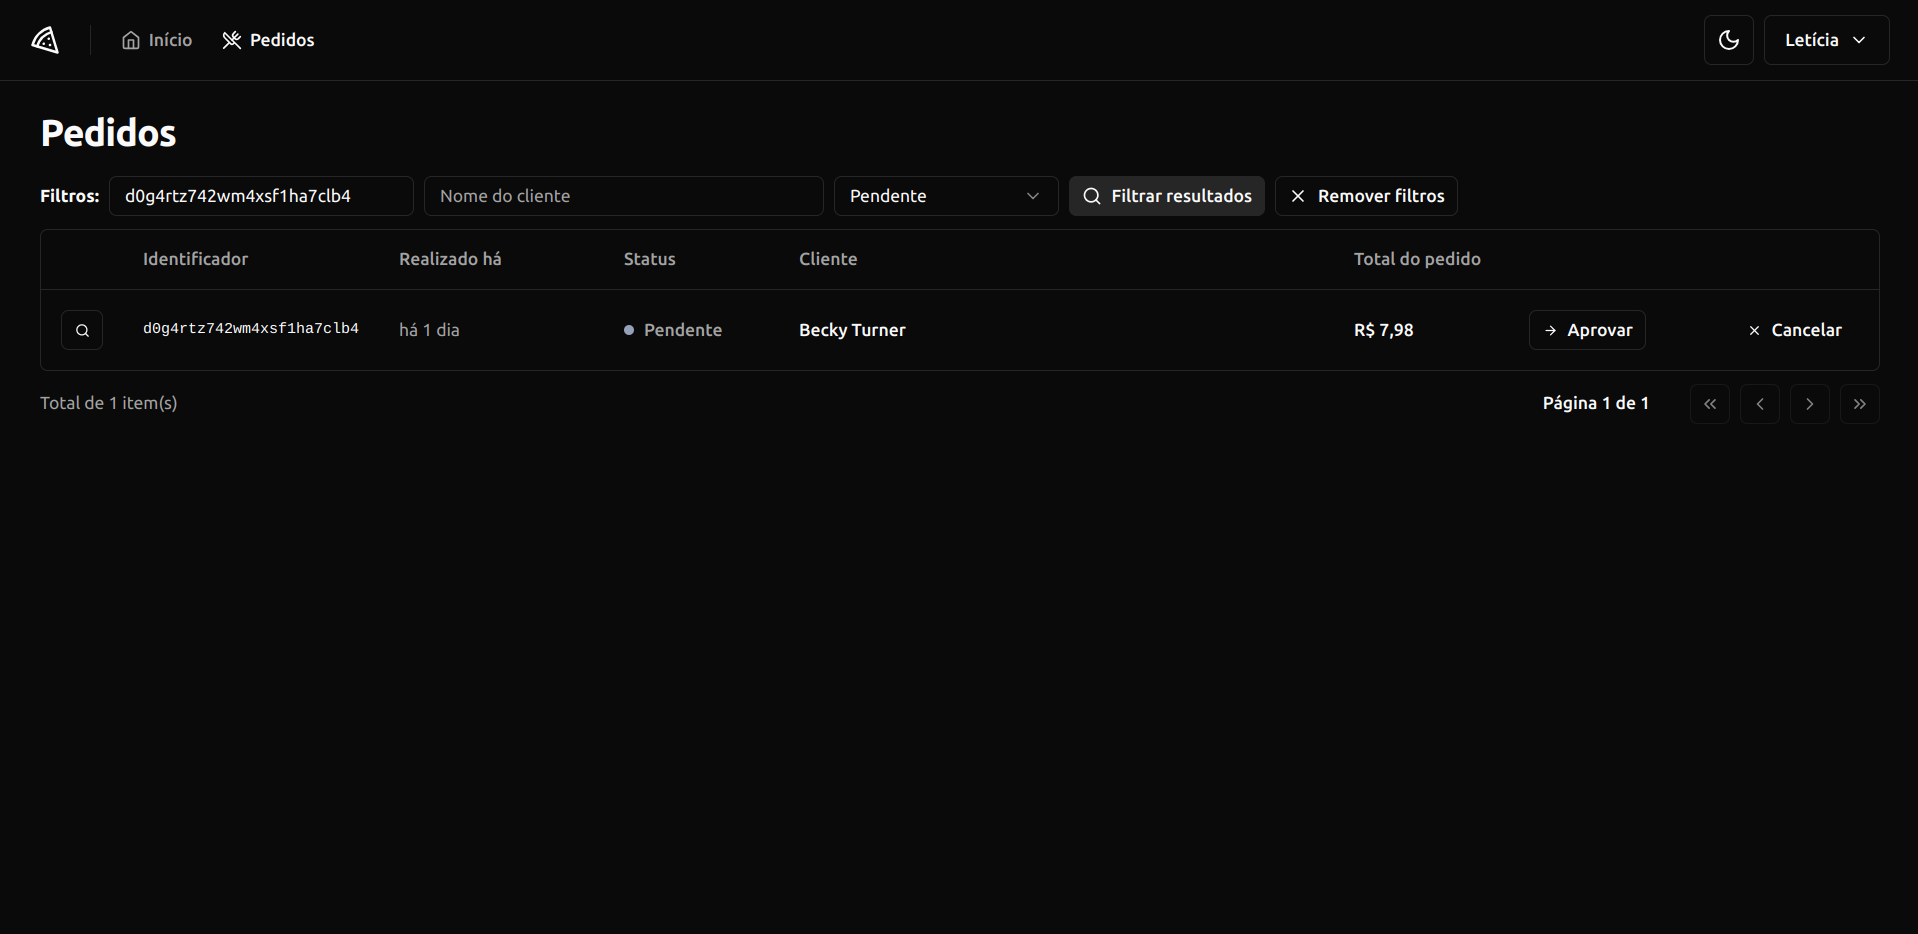 Início Pedidos Letícia
Pedidos
Filtros: d0g4rtz742wm4xsf1ha7clb4 Nome do cliente Pendente Filtrar resultados Remover filtros
Identificador Realizado há Status Cliente Total do pedido
d0g4rtz742wm4xsf1ha7clb4 há 1 dia Pendente Becky Turner R$ 7,98 Aprovar Cancelar
Total de 1 item(s) Página 1 de 1